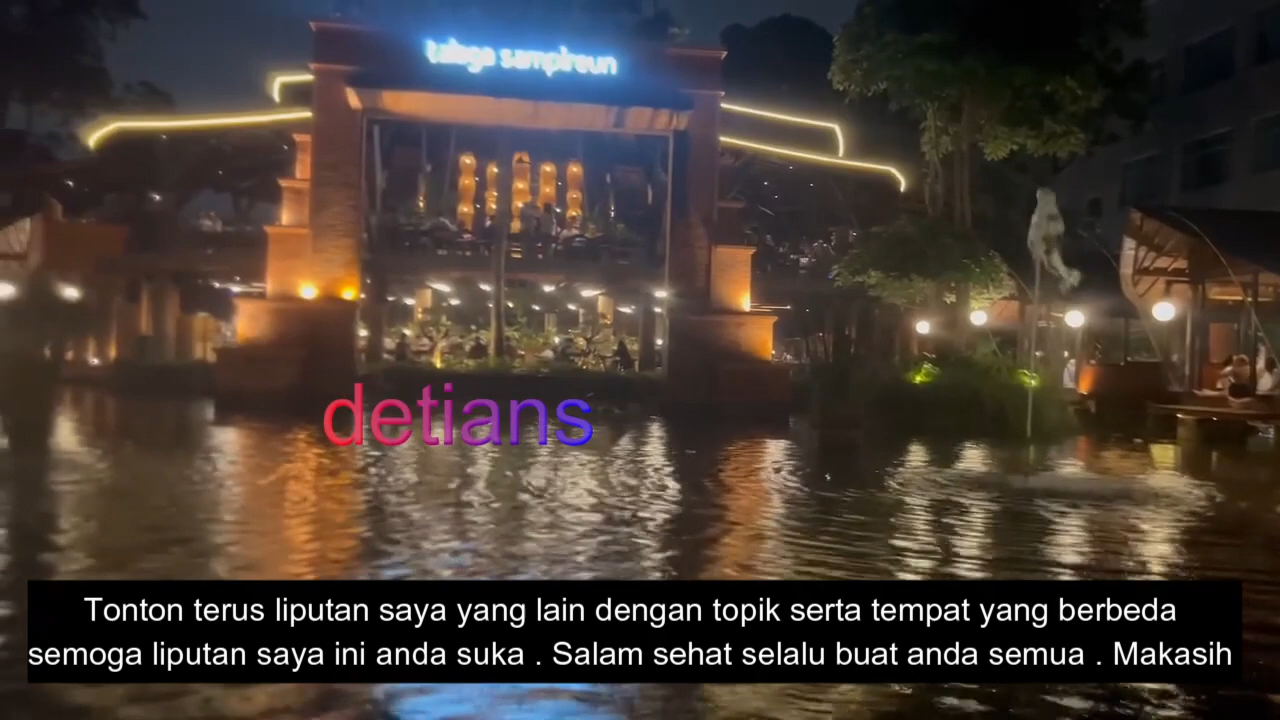 talaga sampireun
detians
Tonton terus liputan saya yang lain dengan topik serta tempat yang berbeda
semoga liputan saya ini anda suka . Salam sehat selalu buat anda semua . Makasih